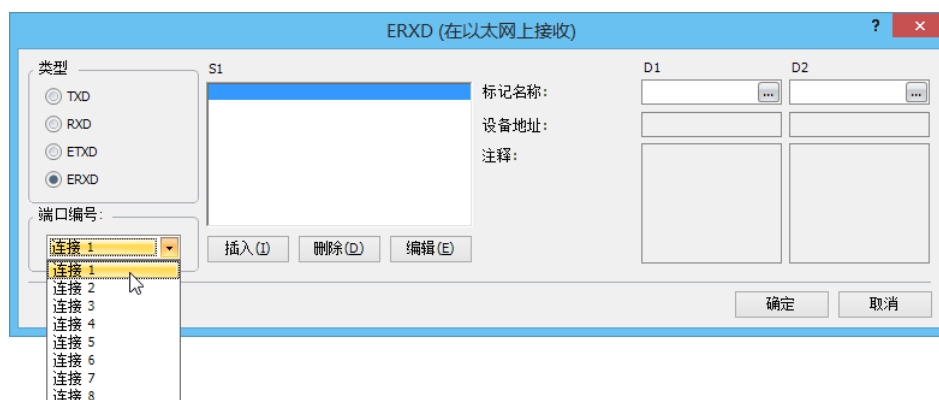 ERXD (在以太网上接收)
?
类型
TXD
RXD
ETXD
ERXD
端口编号:
连接 1
连接 1
连接 2
连接 3
连接 4
连接 5
连接 6
连接 7
连接 8
S1
插入(I) 删除(D) 编辑(E)
D1 D2
标记名称:
... ...
设备地址:
注释:
确定 取消